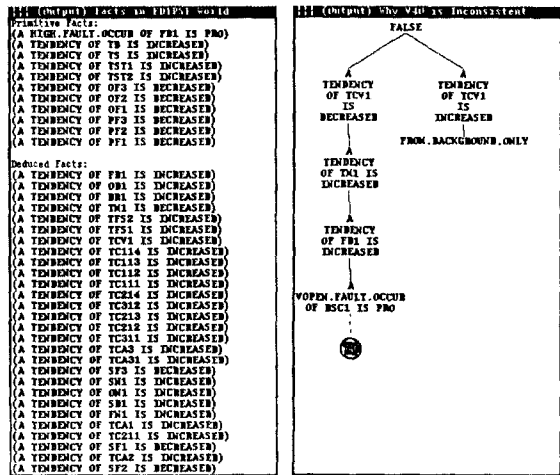 (Output) Facts in FD1PS1 world
Primitive Facts:
(A HIGH.FAULT.OCCUR OF FB1 IS PRO)
(A TENDENCY OF TB IS INCREASED)
(A TENDENCY OF TS IS INCREASED)
(A TENDENCY OF TST1 IS INCREASED)
(A TENDENCY OF TST2 IS INCREASED)
(A TENDENCY OF OF3 IS DECREASED)
(A TENDENCY OF OF2 IS DECREASED)
(A TENDENCY OF OF1 IS DECREASED)
(A TENDENCY OF PF3 IS DECREASED)
(A TENDENCY OF PF2 IS DECREASED)
(A TENDENCY OF PF1 IS DECREASED)
Deduced Facts:
(A TENDENCY OF FB1 IS INCREASED)
(A TENDENCY OF OB1 IS INCREASED)
(A TENDENCY OF BB1 IS INCREASED)
(A TENDENCY OF TN1 IS DECREASED)
(A TENDENCY OF TFS2 IS INCREASED)
(A TENDENCY OF TFS1 IS INCREASED)
(A TENDENCY OF TCV1 IS INCREASED)
(A TENDENCY OF TC114 IS INCREASED)
(A TENDENCY OF TC113 IS INCREASED)
(A TENDENCY OF TC112 IS INCREASED)
(A TENDENCY OF TC111 IS INCREASED)
(A TENDENCY OF TC214 IS INCREASED)
(A TENDENCY OF TC312 IS INCREASED)
(A TENDENCY OF TC213 IS INCREASED)
(A TENDENCY OF TC212 IS INCREASED)
(A TENDENCY OF TC311 IS INCREASED)
(A TENDENCY OF TCA3 IS INCREASED)
(A TENDENCY OF TCA31 IS INCREASED)
(A TENDENCY OF SF3 IS DECREASED)
(A TENDENCY OF SN1 IS INCREASED)
(A TENDENCY OF ON1 IS INCREASED)
(A TENDENCY OF SB1 IS INCREASED)
(A TENDENCY OF FN1 IS INCREASED)
(A TENDENCY OF TCA1 IS INCREASED)
(A TENDENCY OF TC211 IS INCREASED)
(A TENDENCY OF SF1 IS DECREASED)
(A TENDENCY OF TCA2 IS INCREASED)
(A TENDENCY OF SF2 IS DECREASED)
(Output) Why V40 is Inconsistent
FALSE
A
TENDENCY
OF TCV1
IS
DECREASED
A
TENDENCY
OF TCV1
IS
INCREASED
FROM.BACKGROUND.ONLY
A
TENDENCY
OF TN1 IS
INCREASED
A
TENDENCY
OF FB1 IS
INCREASED
A
VOPEN.FAULT.OCCUR
OF BSC1 IS PRO